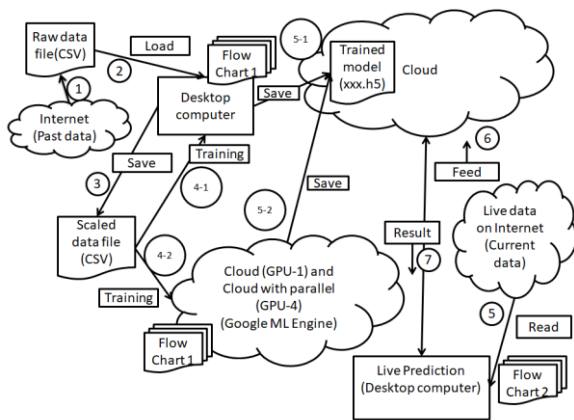 Raw data
file(CSV)
2
Load
1
Internet
(Past data)
Flow
Chart 1
Desktop
computer
5-1
Save
Trained
model
(xxx.h5)
Cloud
3
Save
Training
4-1
5-2
Save
6
Feed
Scaled
data file
(CSV)
4-2
Training
Cloud (GPU-1) and
Cloud with parallel
(GPU-4)
(Google ML Engine)
Flow
Chart 1
Result
7
Live data
on Internet
(Current
data)
5
Read
Live Prediction
(Desktop computer)
Flow
Chart 2